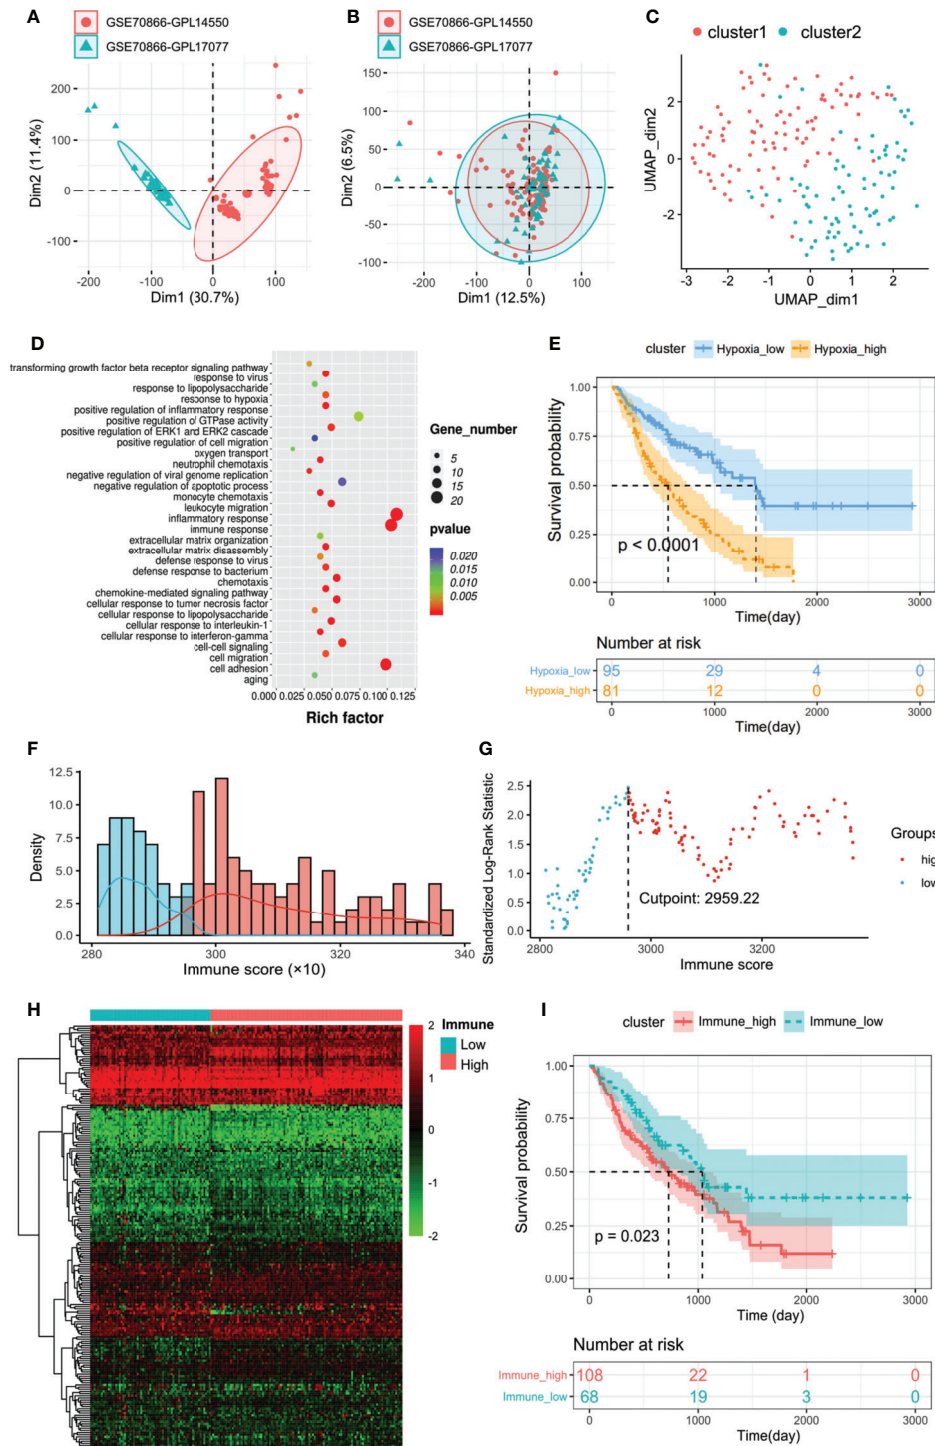 A
GSE70866-GPL14550
GSE70866-GPL17077
Dim2 (11.4%)
200
100
0
-100
-200
-100
0
100
Dim1 (30.7%)
B
GSE70866-GPL14550
GSE70866-GPL17077
Dim2 (6.5%)
150
100
50
0
-50
-100
-200
-100
0
100
Dim1 (12.5%)
C
cluster1
cluster2
UMAP_dim2
2
0
-2
-3
-2
-1
0
1
2
UMAP_dim1
D
transforming growth factor beta receptor signaling pathway
response to virus
response to lipopolysaccharide
response to hypoxia
positive regulation of inflammatory response
positive regulation of GTPase activity
positive regulation of ERK1 and ERK2 cascade
positive regulation of cell migration
oxygen transport
neutrophil chemotaxis
negative regulation of viral genome replication
negative regulation of apoptotic process
monocyte chemotaxis
leukocyte migration
inflammatory response
immune response
extracellular matrix organization
extracellular matrix disassembly
defense response to virus
defense response to bacterium
chemotaxis
chemokine-mediated signaling pathway
cellular response to tumor necrosis factor
cellular response to lipopolysaccharide
cellular response to interleukin-1
cellular response to interferon-gamma
cell-cell signaling
cell migration
cell adhesion
aging
0.000 0.025 0.050 0.075 0.100 0.125
Rich factor
Gene_number
5
10
15
20
pvalue
0.020
0.015
0.010
0.005
E
cluster
Hypoxia_low
Hypoxia_high
Survival probability
1.00
0.75
0.50
0.25
0.00
p < 0.0001
0
1000
2000
3000
Time(day)
Number at risk
Hypoxia_low
95
29
4
0
Hypoxia_high
81
12
0
0
0
1000
2000
3000
Time(day)
F
Density
12.5
10.0
7.5
5.0
2.5
0.0
280
300
320
340
Immune score (×10)
G
Standardized Log-Rank Statistic
2.5
2.0
1.5
1.0
0.5
0.0
Cutpoint: 2959.22
2800
3000
3200
Immune score
Groups
hig
low
H
2
1
0
-1
-2
Immune
Low
High
I
cluster
Immune_high
Immune_low
Survival probability
1.00
0.75
0.50
0.25
0.00
p = 0.023
0
1000
2000
3000
Time (day)
Number at risk
Immune_high
108
22
1
0
Immune_low
68
19
3
0
0
1000
2000
3000
Time(day)